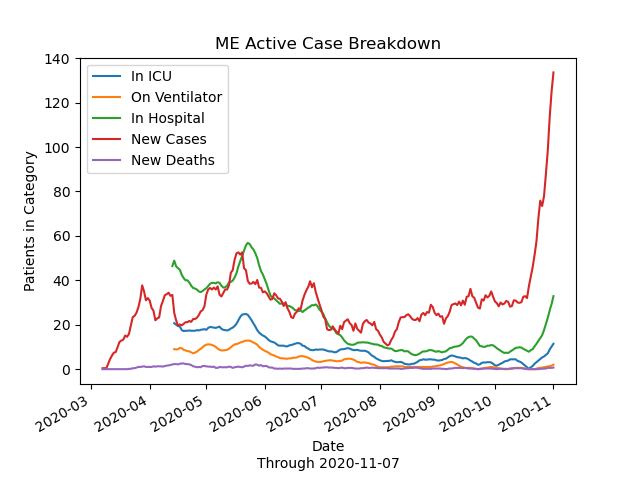 ME Active Case Breakdown
140
120
100
80
60
40
20
0
Patients in Category
In ICU
On Ventilator
In Hospital
New Cases
New Deaths
2020-03
2020-04
2020-05
2020-06
2020-07
2020-08
2020-09
2020-10
2020-11
Date
Through 2020-11-07